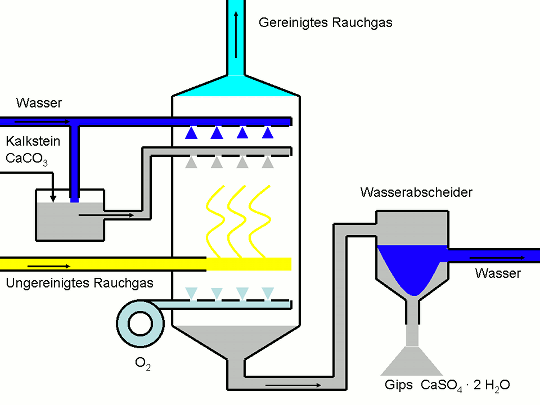 Gereinigtes Rauchgas
Wasser
Kalkstein
CaCO₃
Wasserabscheider
Ungereinigtes Rauchgas
Wasser
O₂
Gips CaSO₄ · 2 H₂O